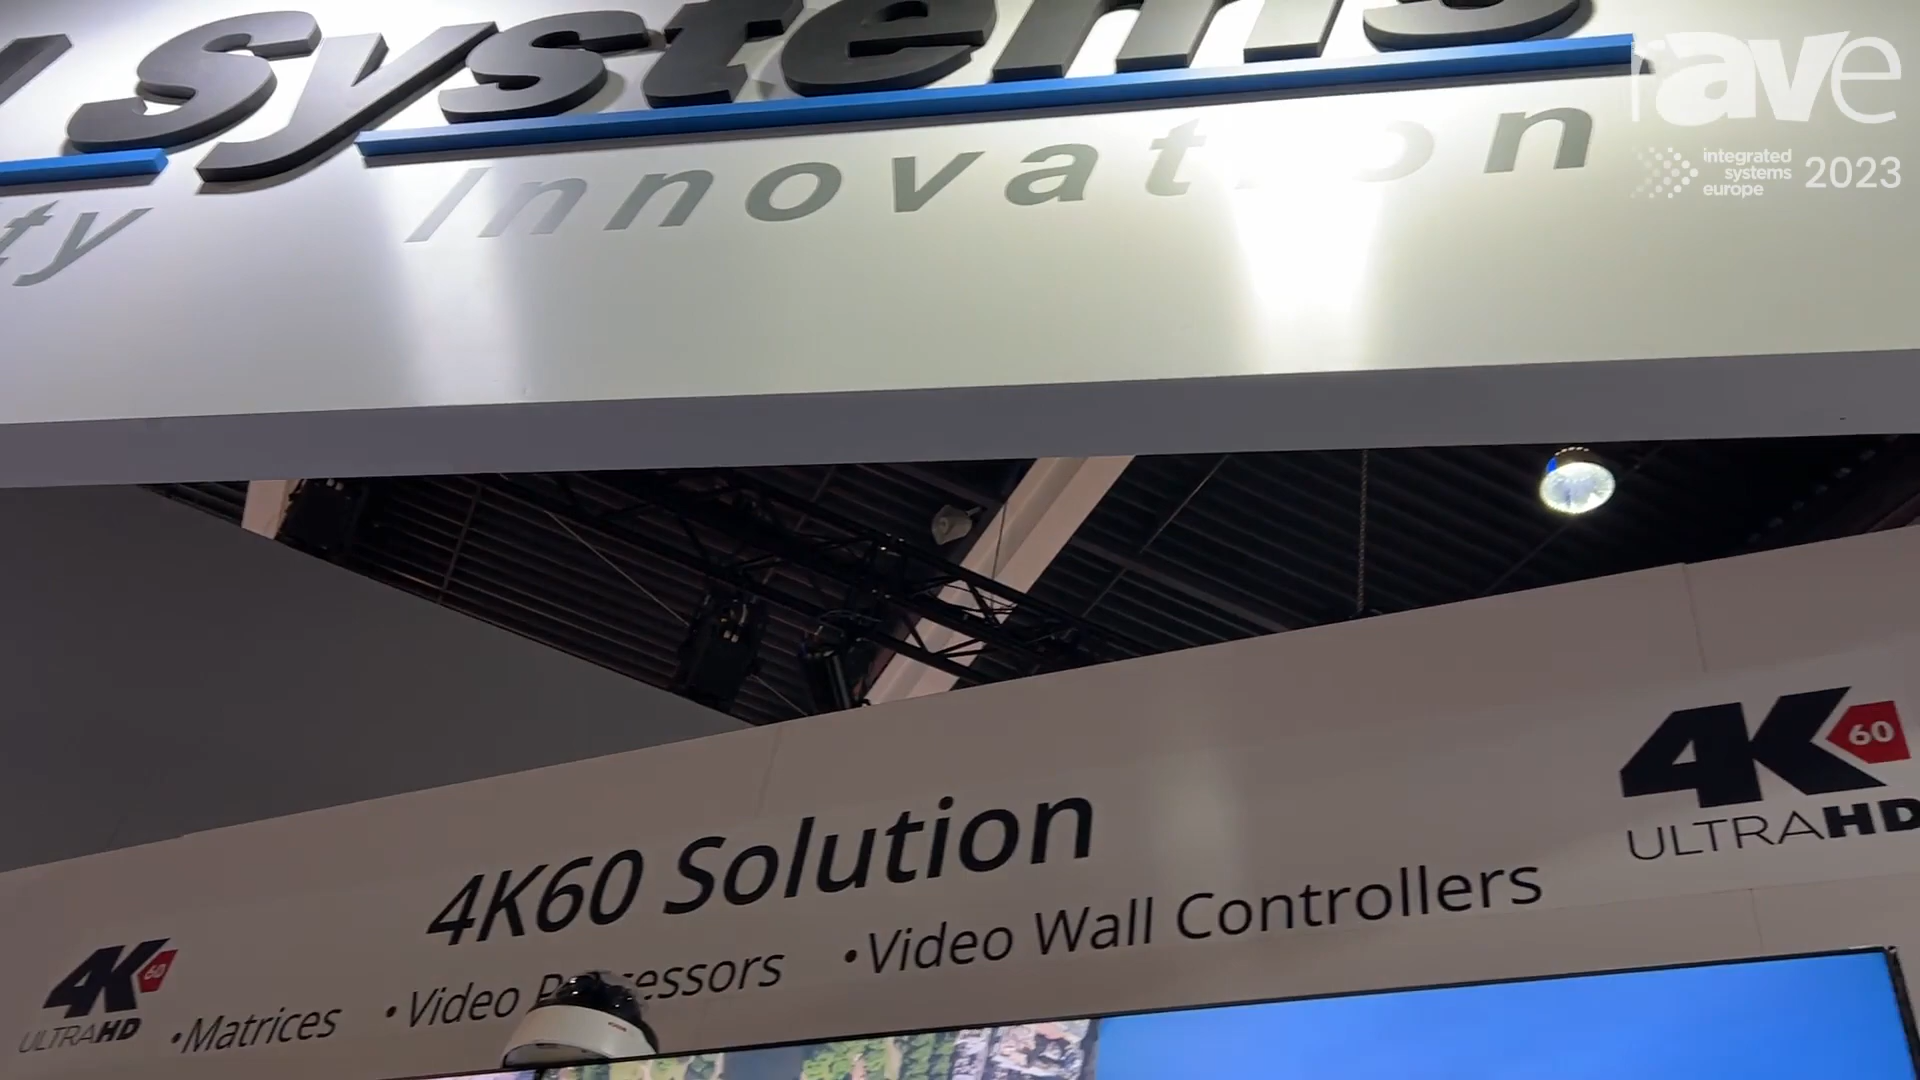 Systems
Innovation
rave
integrated
systems
europe
2023
4K60 Solution
4K 60
ULTRAHD
•Matrices •Video Processors •Video Wall Controllers
4K 60
ULTRAHD